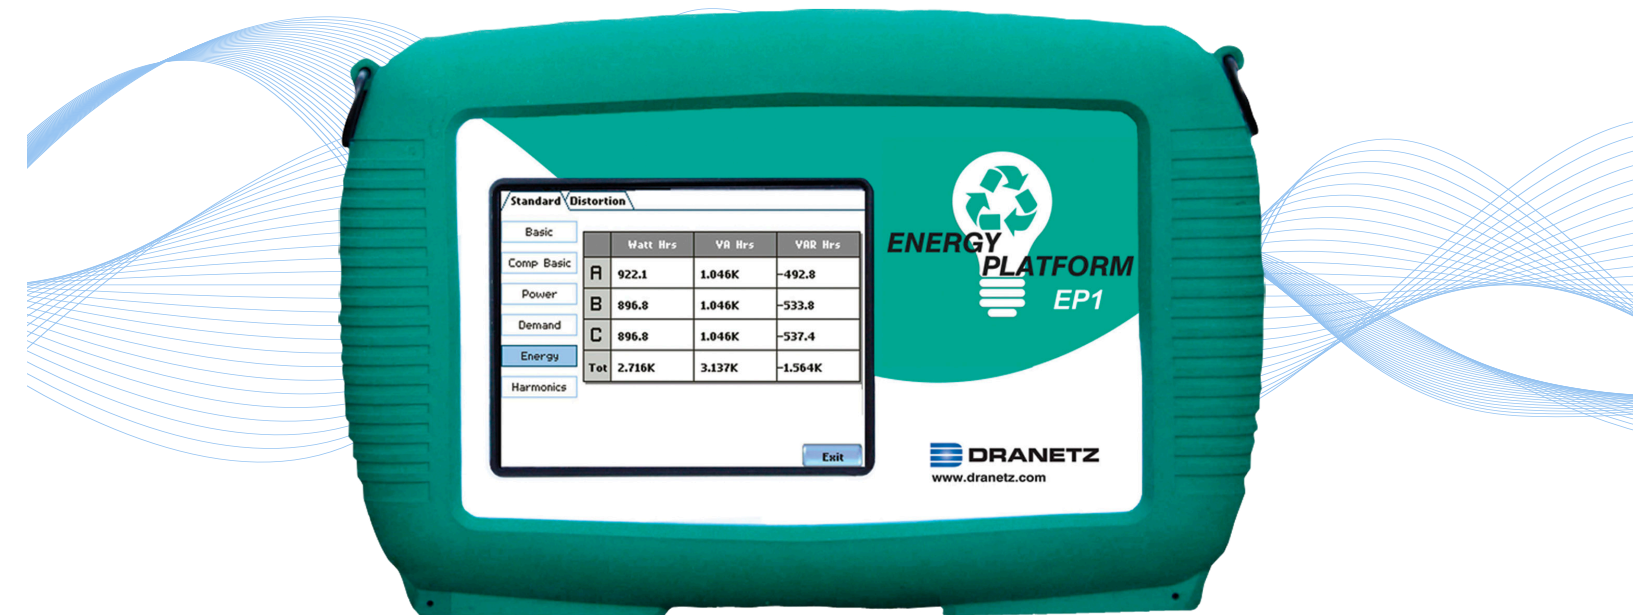 Standard Distortion
Basic
Comp Basic
Power
Demand
Energy
Harmonics
Watt Hrs VA Hrs VAR Hrs
A 922.1 1.046K -492.8
B 896.8 1.046K -533.8
C 896.8 1.046K -537.4
Tot 2.716K 3.137K -1.564K
Exit
ENERGY
PLATFORM
EP1
DRANETZ
www.dranetz.com